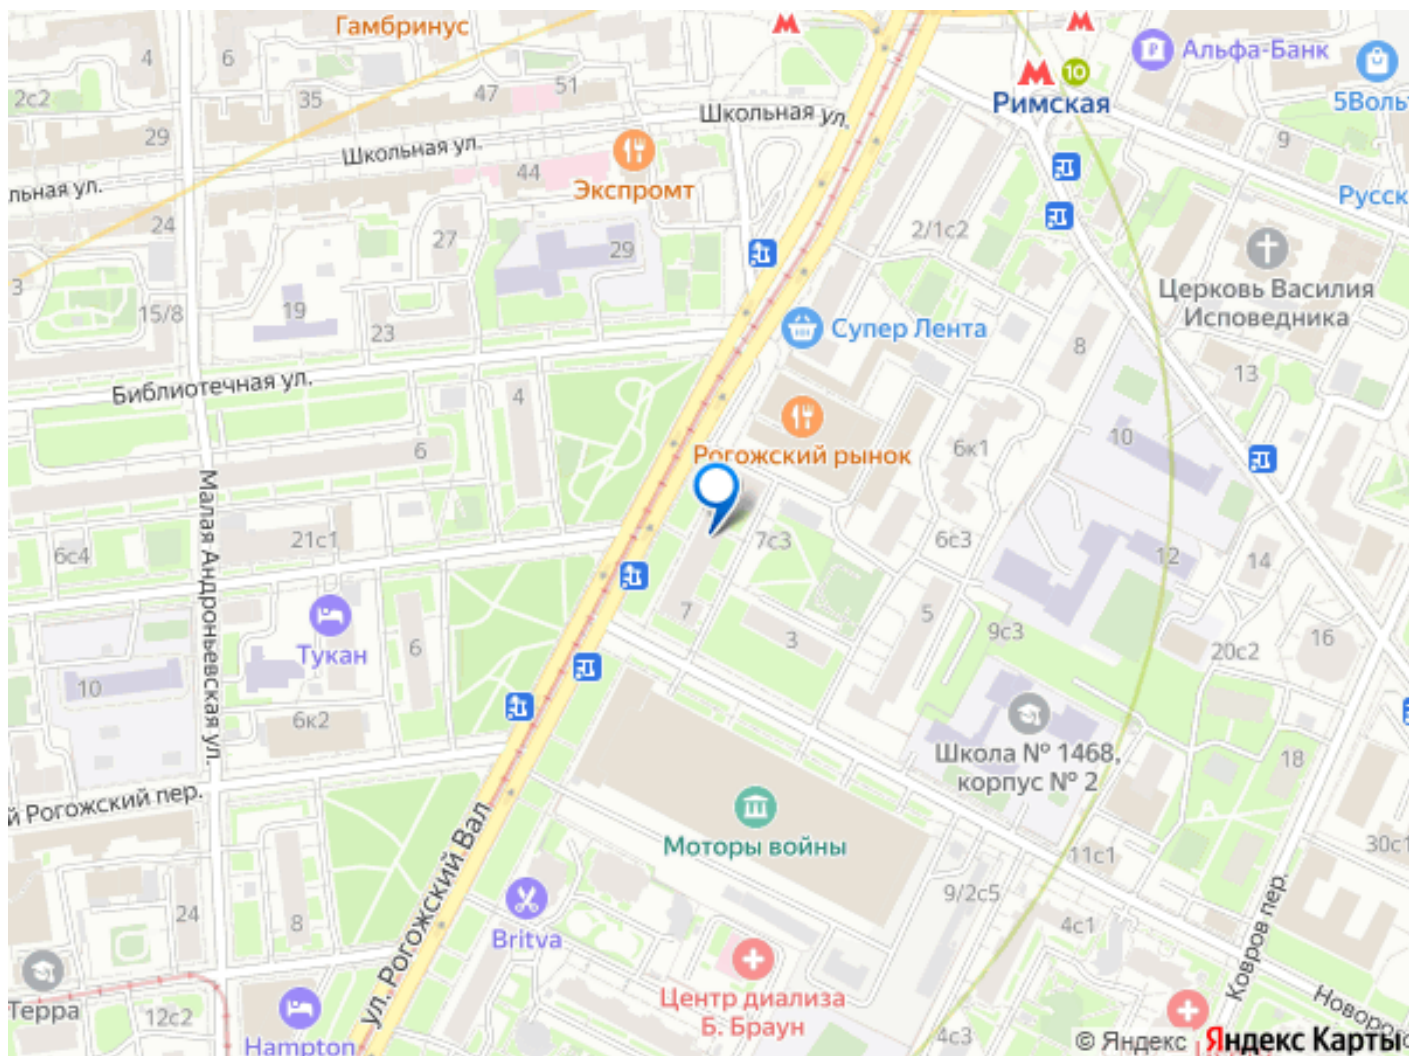 Гамбринус
4
6
2с2
35
47
51
29
Школьная ул.
Школьная ул.
44
Экспромт
льная ул.
24
27
29
3
15/8
19
23
Римская
10
Альфа-Банк
5Воль
9
Русск
2/1с2
Церковь Василия
Исповедника
Супер Лента
8
13
Библиотечная ул.
4
6
Рогожский рынок
6к1
10
Малая Андроньевская ул.
6с4
21с1
7с3
6с3
12
14
Тукан
6
7
3
5
9с3
16
20с2
10
6к2
Школа № 1468,
корпус № 2
18
й Рогожский пер.
ул. Рогожский Вал
Моторы войны
11с1
30с1
24
8
Britva
9/2с5
4с1
Ковров пер.
Терра
12с2
Hampton
Центр диализа
Б. Браун
4с3
Новорог
© Яндекс
Яндекс Карты